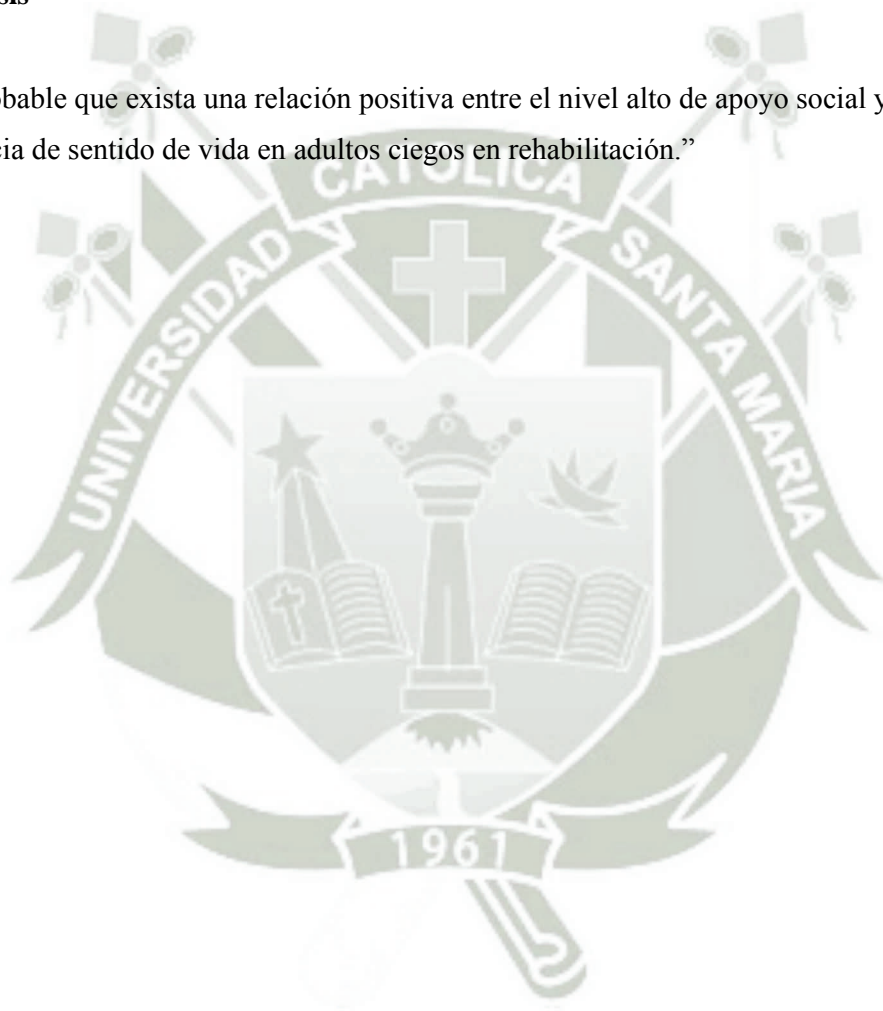 sis
bable que exista una relación positiva entre el nivel alto de apoyo social y
cia de sentido de vida en adultos ciegos en rehabilitación.”
UNIVERSIDAD CATOLICA SANTA MARIA
1961